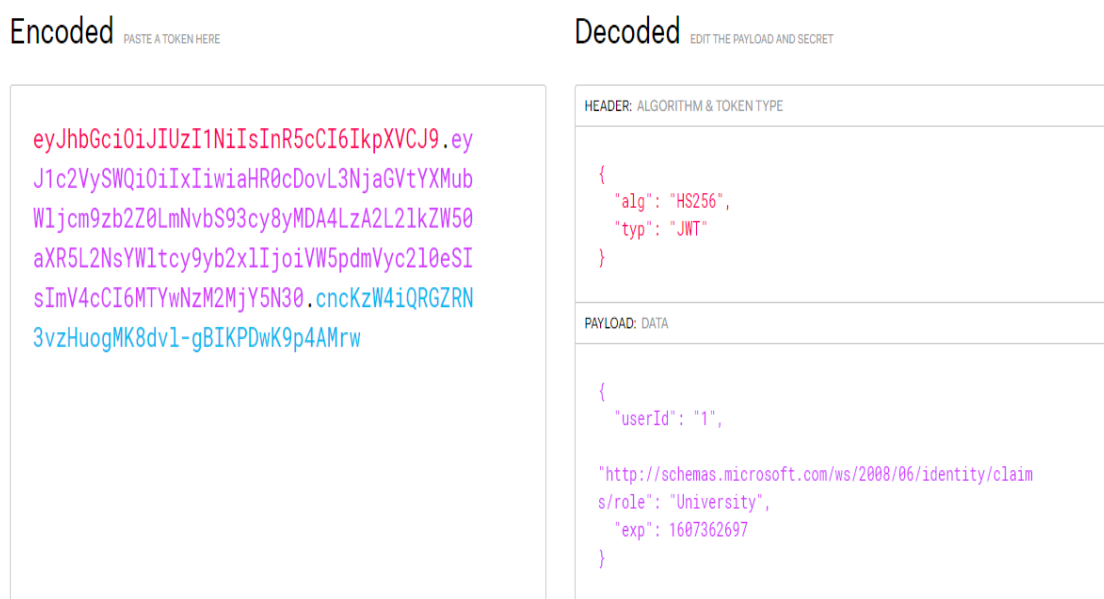 Encoded PASTE A TOKEN HERE
eyJhbGciOiJIUzI1NiIsInR5cCI6IkpXVCJ9.ey
J1c2VySWQiOiIxIiwiaHR0cDovL3NjaGVtYXMub
Wljcm9zb2Z0LmNvbS93cy8yMDA4LzA2L2lkZW50
aXR5L2NsYWltcy9yb2xlIjoiVW5pdmVyc2l0eSI
sImV4cCI6MTYwNzM2MjY5N30.cncKzW4iQRGZRN
3vzHuogMK8dvl-gBIKPDwK9p4AMrw
Decoded EDIT THE PAYLOAD AND SECRET
HEADER: ALGORITHM & TOKEN TYPE
{
"alg": "HS256",
"typ": "JWT"
}
PAYLOAD: DATA
{
"userId": "1",
"http://schemas.microsoft.com/ws/2008/06/identity/claim
s/role": "University",
"exp": 1607362697
}